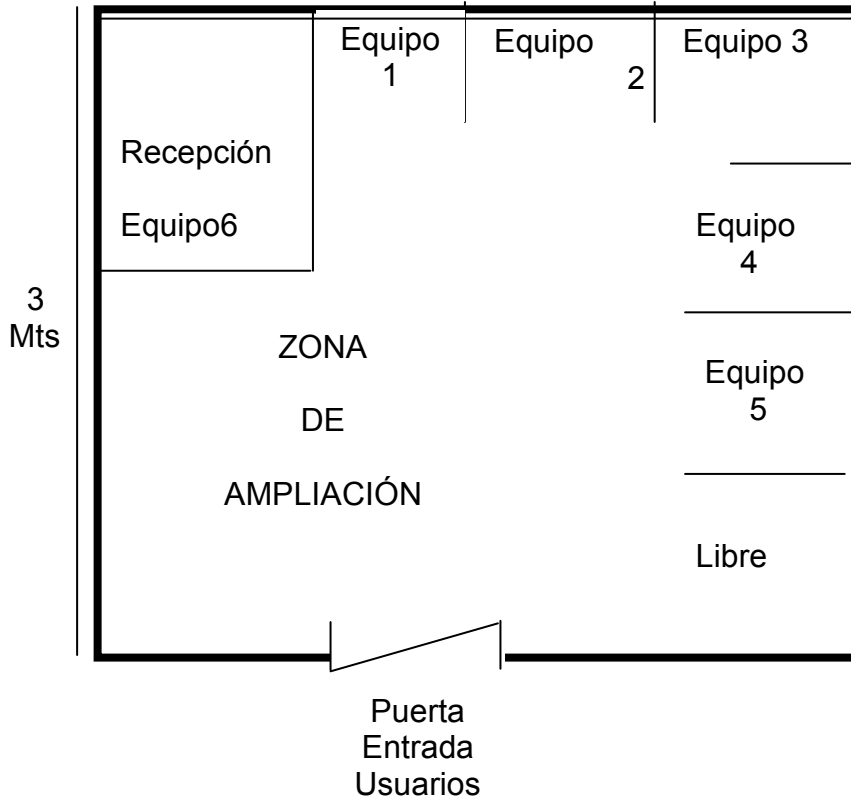 Equipo
1
Equipo
2
Equipo 3
Recepción
Equipo6
Equipo
4
3
Mts
ZONA
DE
AMPLIACIÓN
Equipo
5
Libre
Puerta
Entrada
Usuarios